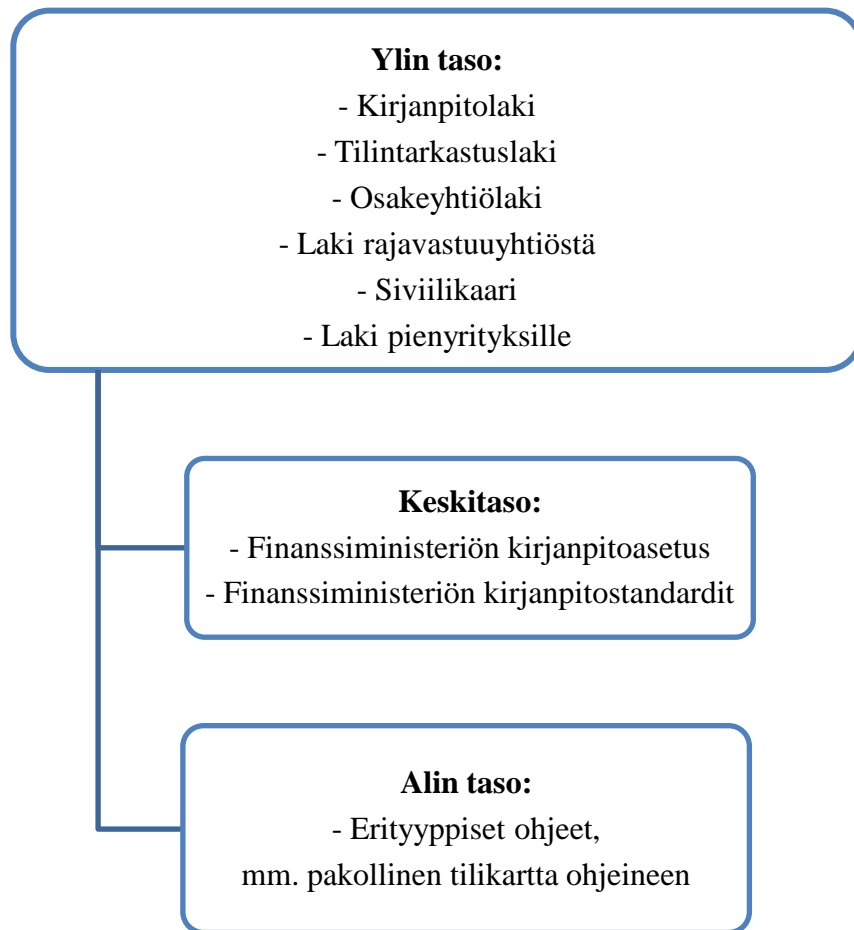 Ylin taso:
- Kirjanpitolaki
- Tilintarkastuslaki
- Osakeyhtiölaki
- Laki rajavastuuyhtiöstä
- Siviilikaari
- Laki pienyrityksille
Keskitaso:
- Finanssiministeriön kirjanpitoasetus
- Finanssiministeriön kirjanpitostandardit
Alin taso:
- Erityyppiset ohjeet,
mm. pakollinen tilikartta ohjeineen